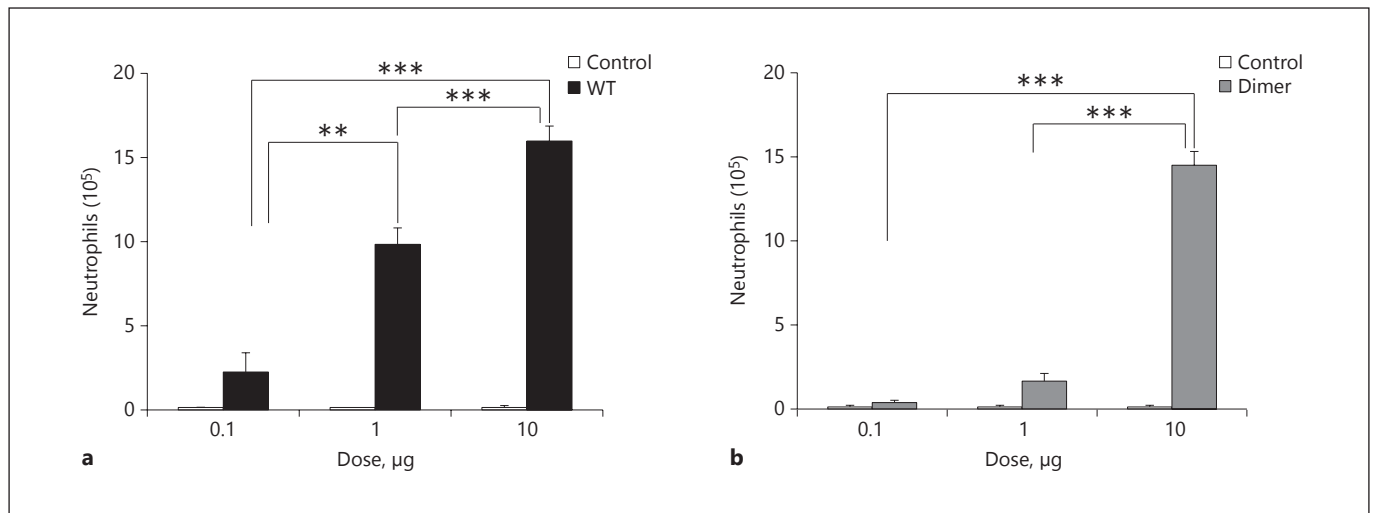 Control
WT
Neutrophils (10⁵)
20
15
10
5
0
***
***
**
0.1
1
10
Dose, µg
a
Control
Dimer
Neutrophils (10⁵)
20
15
10
5
0
***
***
0.1
1
10
Dose, µg
b